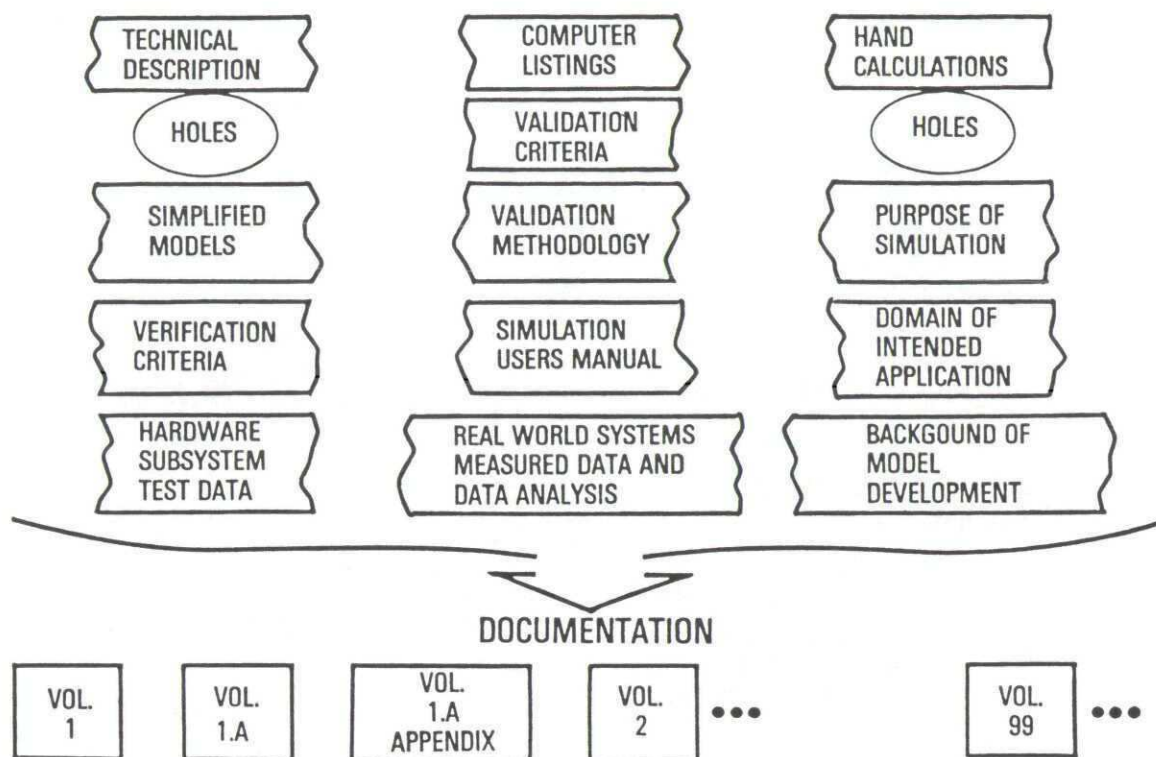 TECHNICAL
DESCRIPTION
COMPUTER
LISTINGS
HAND
CALCULATIONS
HOLES
VALIDATION
CRITERIA
HOLES
SIMPLIFIED
MODELS
VALIDATION
METHODOLOGY
PURPOSE OF
SIMULATION
VERIFICATION
CRITERIA
SIMULATION
USERS MANUAL
DOMAIN OF
INTENDED
APPLICATION
HARDWARE
SUBSYSTEM
TEST DATA
REAL WORLD SYSTEMS
MEASURED DATA AND
DATA ANALYSIS
BACKGOUND OF
MODEL
DEVELOPMENT
DOCUMENTATION
VOL.
1
VOL.
1.A
VOL.
1.A
APPENDIX
VOL.
2
•••
VOL.
99
•••